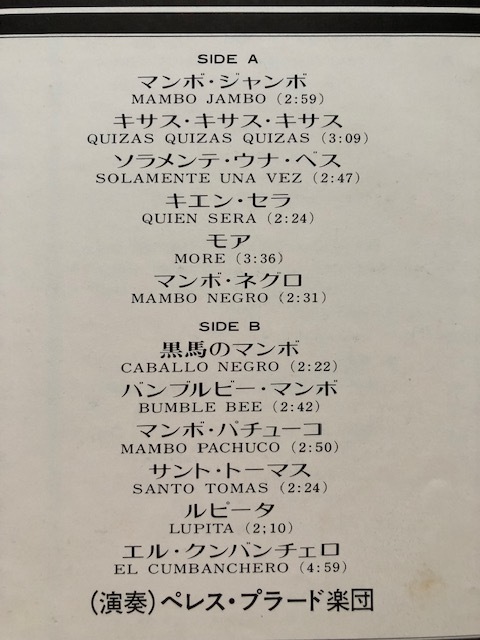 SIDE A
マンボ・ジャンボ
MAMBO JAMBO (2:59)
キサス・キサス・キサス
QUIZAS QUIZAS QUIZAS (3:09)
ソラメンテ・ウナ・ベス
SOLAMENTE UNA VEZ (2:47)
キエン・セラ
QUIEN SERA (2:24)
モア
MORE (3:36)
マンボ・ネグロ
MAMBO NEGRO (2:31)
SIDE B
黒馬のマンボ
CABALLO NEGRO (2:22)
バンブルビー・マンボ
BUMBLE BEE (2:42)
マンボ・パチューコ
MAMBO PACHUCO (2:50)
サント・トーマス
SANTO TOMAS (2:24)
ルピータ
LUPITA (2;10)
エル・クンバンチェロ
EL CUMBANCHERO (4:59)
(演奏)ペレス・プラード楽団